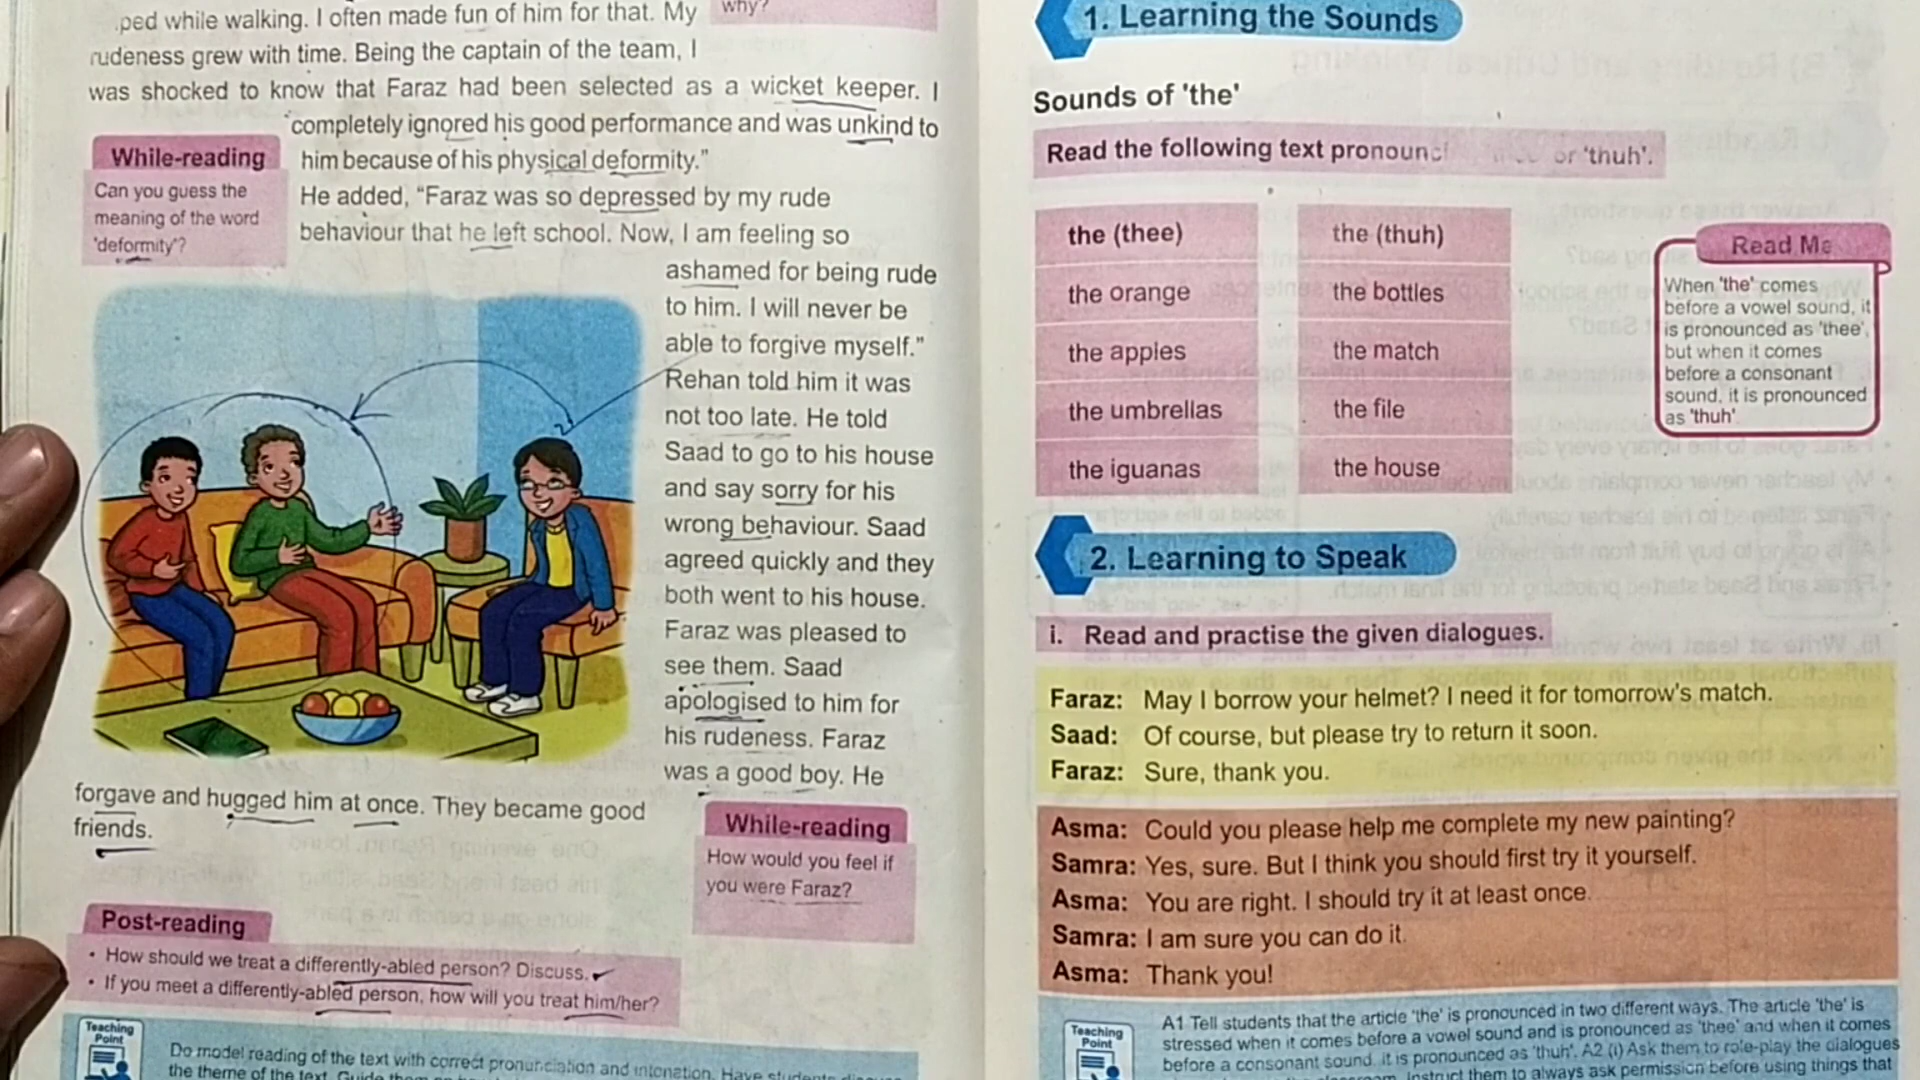 ped while walking. I often made fun of him for that. My
why?
rudeness grew with time. Being the captain of the team, I
was shocked to know that Faraz had been selected as a wicket keeper. I
completely ignored his good performance and was unkind to
him because of his physical deformity."
While-reading
Can you guess the
meaning of the word
'deformity'?
He added, "Faraz was so depressed by my rude
behaviour that he left school. Now, I am feeling so
ashamed for being rude
to him. I will never be
able to forgive myself."
Rehan told him it was
not too late. He told
Saad to go to his house
and say sorry for his
wrong behaviour. Saad
agreed quickly and they
both went to his house.
Faraz was pleased to
see them. Saad
apologised to him for
his rudeness. Faraz
was a good boy. He
forgave and hugged him at once. They became good
friends.
While-reading
How would you feel if
you were Faraz?
Post-reading
• How should we treat a differently-abled person? Discuss.
• If you meet a differently-abled person, how will you treat him/her?
Teaching
Point
Do model reading of the text with correct pronunciation and intonation. Have students
the theme of the text.
1. Learning the Sounds
Sounds of 'the'
Read the following text or 'thuh'.
the (thee) the (thuh)
the orange the bottles
the apples the match
the umbrellas the file
the iguanas the house
Read Me
When 'the' comes
before a vowel sound, it
is pronounced as 'thee',
but when it comes
before a consonant
sound, it is pronounced
as 'thuh'
2. Learning to Speak
i. Read and practise the given dialogues.
Faraz: May I borrow your helmet? I need it for tomorrow's match.
Saad: Of course, but please try to return it soon.
Faraz: Sure, thank you.
Asma: Could you please help me complete my new painting?
Samra: Yes, sure. But I think you should first try it yourself.
Asma: You are right. I should try it at least once.
Samra: I am sure you can do it.
Asma: Thank you!
Teaching
Point
A1 Tell students that the article 'the' is pronounced in two different ways. The article 'the' is
stressed when it comes before a vowel sound and is pronounced as 'thee' and when it comes
before a consonant sound, it is pronounced as 'thuh'. A2 (i) Ask them to role-play the dialogues
Instruct them to always ask permission before using things that